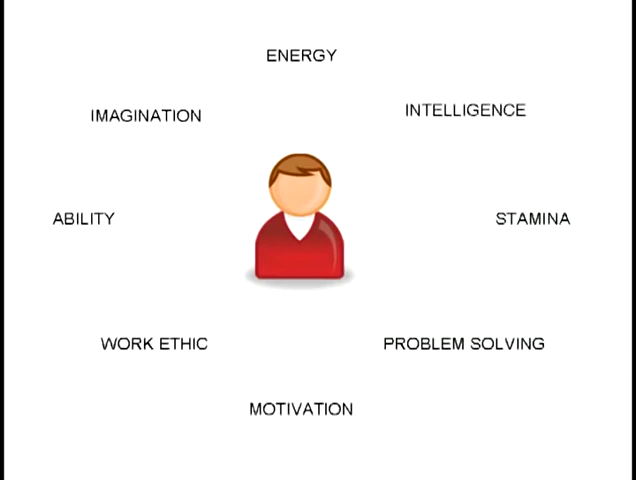 ENERGY
IMAGINATION
INTELLIGENCE
ABILITY
STAMINA
WORK ETHIC
PROBLEM SOLVING
MOTIVATION